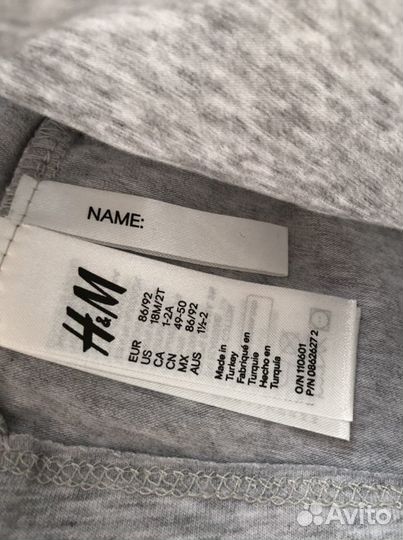 NAME:
H&M
EUR 86/92
US 18M/2T
CA 1-2A
CN 49-50
MX 86/92
AUS 1½-2
Made in
Turkey
Fabriqué en
Turquie
Hecho en
Turquía
O/N 110601
P/N 0862627 2
Avito